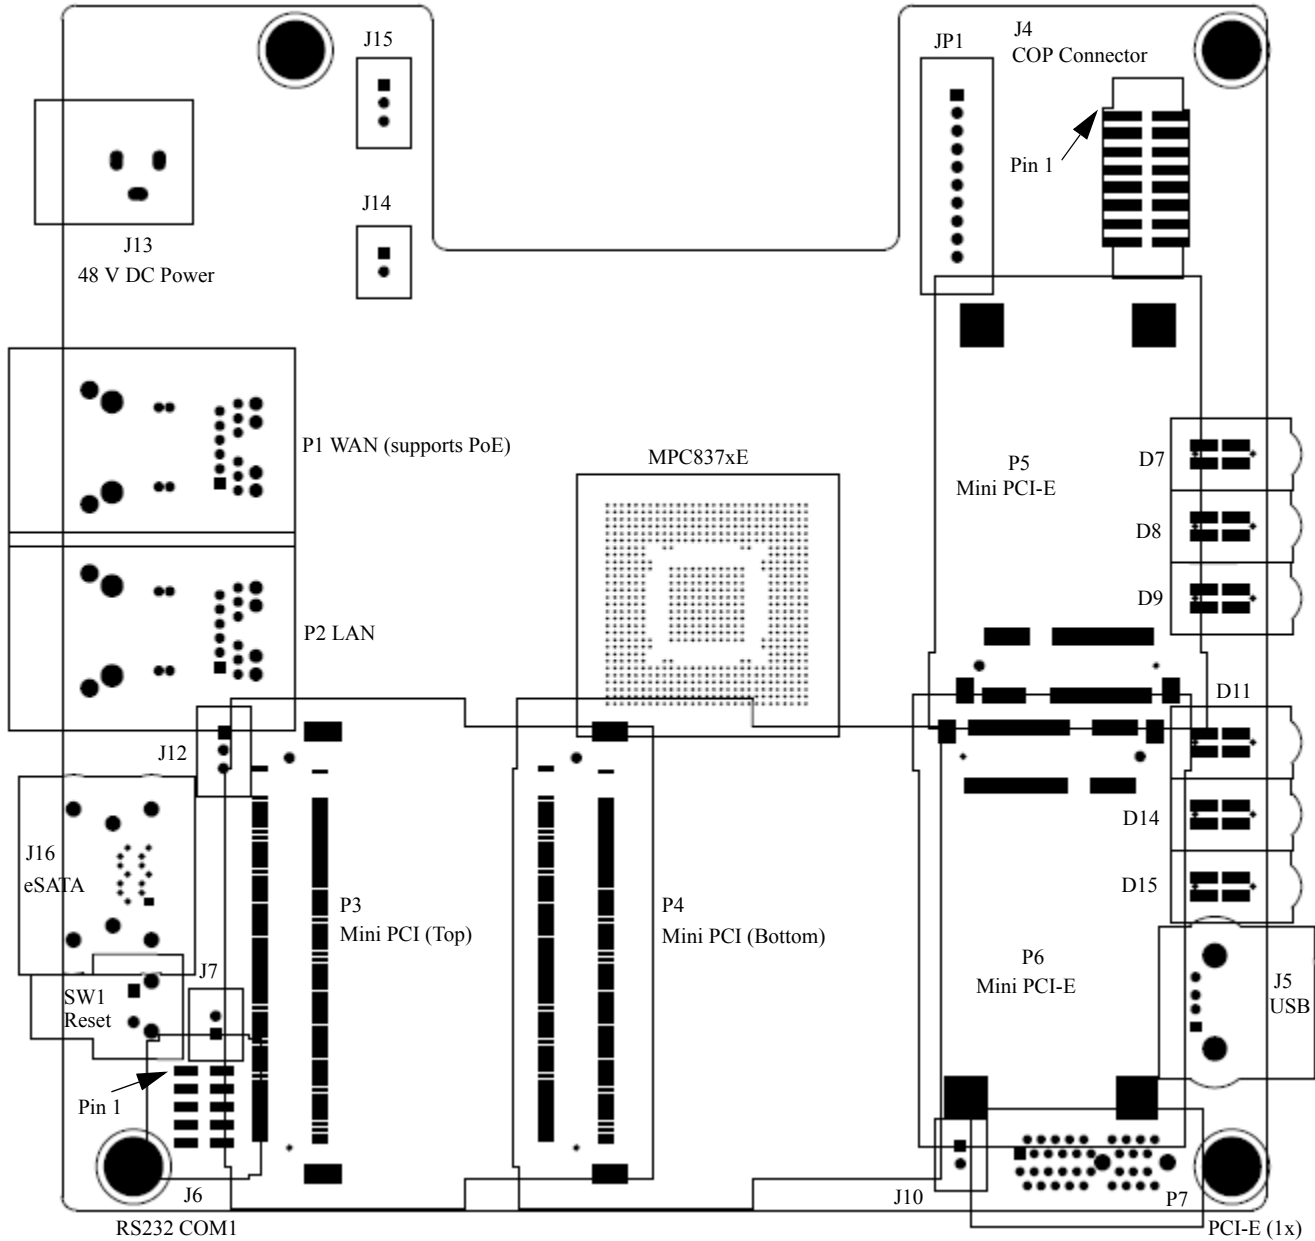 J15
JP1
J4
COP Connector
Pin 1
J14
J13
48 V DC Power
P1 WAN (supports PoE)
MPC837xE
P5
Mini PCI-E
D7
D8
D9
P2 LAN
D11
J12
D14
J16
eSATA
D15
P3
Mini PCI (Top)
P4
Mini PCI (Bottom)
P6
Mini PCI-E
J7
SW1
Reset
J5
USB
Pin 1
J6
RS232 COM1
J10
P7
PCI-E (1x)